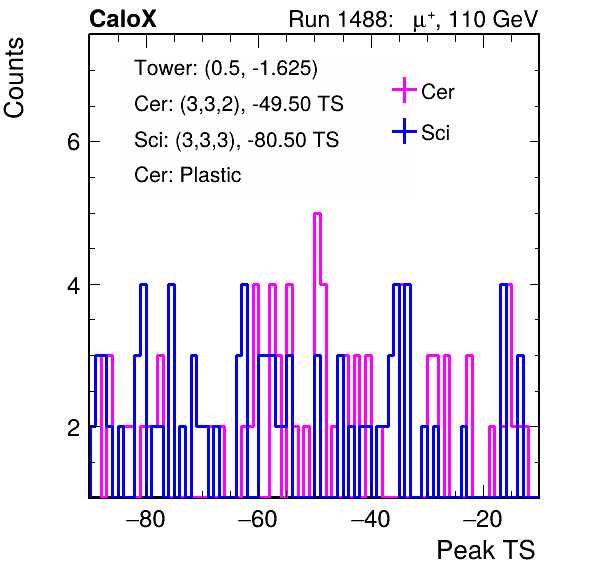 CaloX Run 1488: μ⁺, 110 GeV
Counts
Tower: (0.5, -1.625)
Cer: (3,3,2), -49.50 TS
Sci: (3,3,3), -80.50 TS
Cer: Plastic
Cer
Sci
6
4
2
−80 −60 −40 −20
Peak TS